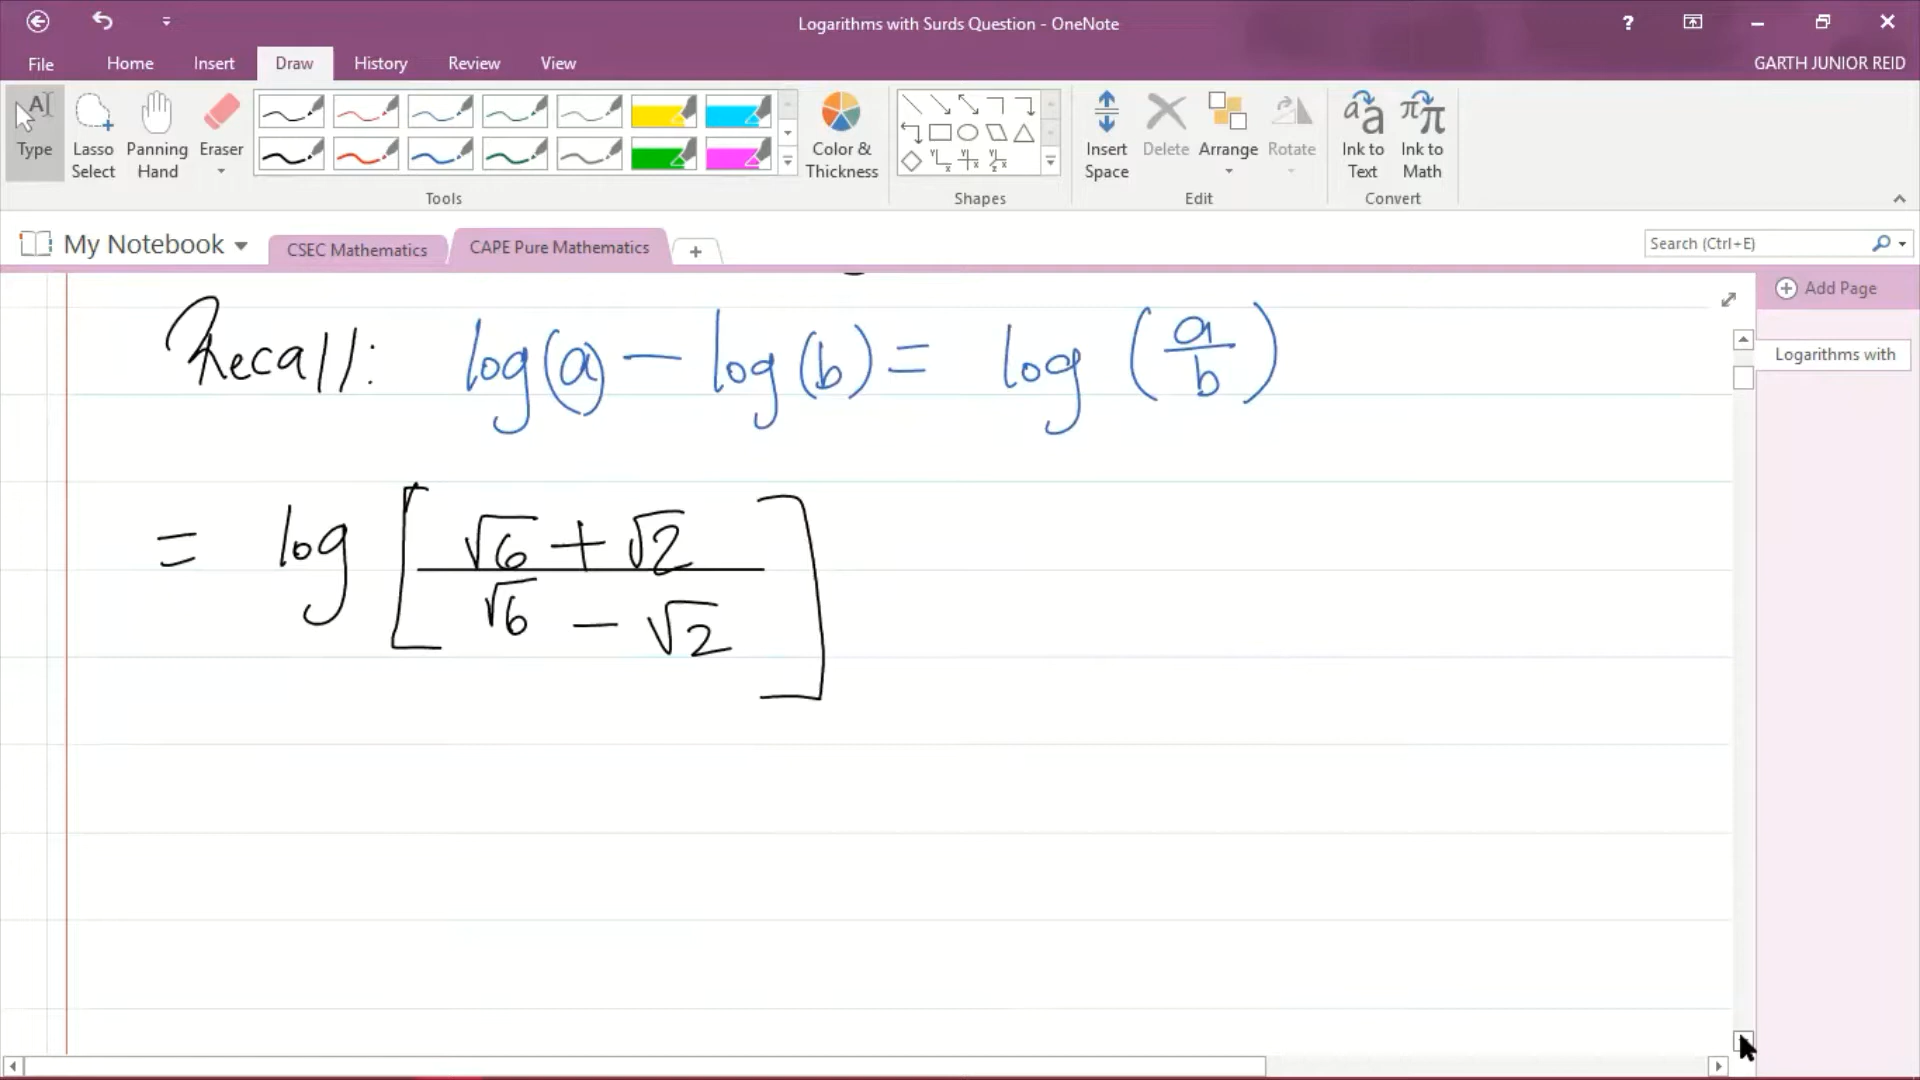 Logarithms with Surds Question - OneNote
?
File Home Insert Draw History Review View
GARTH JUNIOR REID
Type
Lasso Select
Panning Hand
Eraser
Color & Thickness
Insert Space
Delete
Arrange
Rotate
Ink to Text
Ink to Math
Tools
Shapes
Edit
Convert
My Notebook
CSEC Mathematics
CAPE Pure Mathematics
+
Search (Ctrl+E)
Add Page
Logarithms with
Recall: log(a) − log(b) = log (a/b)
= log [(√6 + √2)/(√6 − √2)]